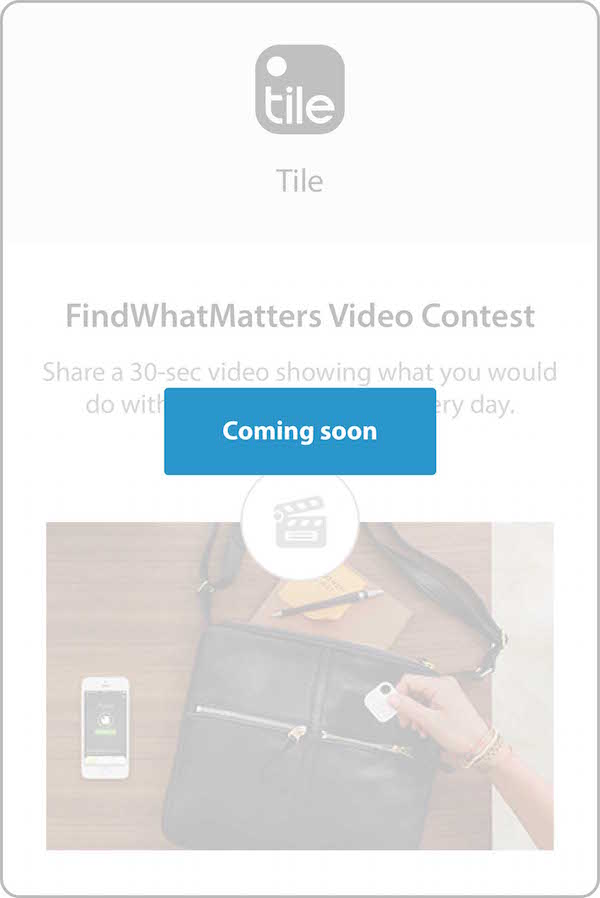 tile
Tile
FindWhatMatters Video Contest
Share a 30-sec video showing what you would
do with ery day.
Coming soon